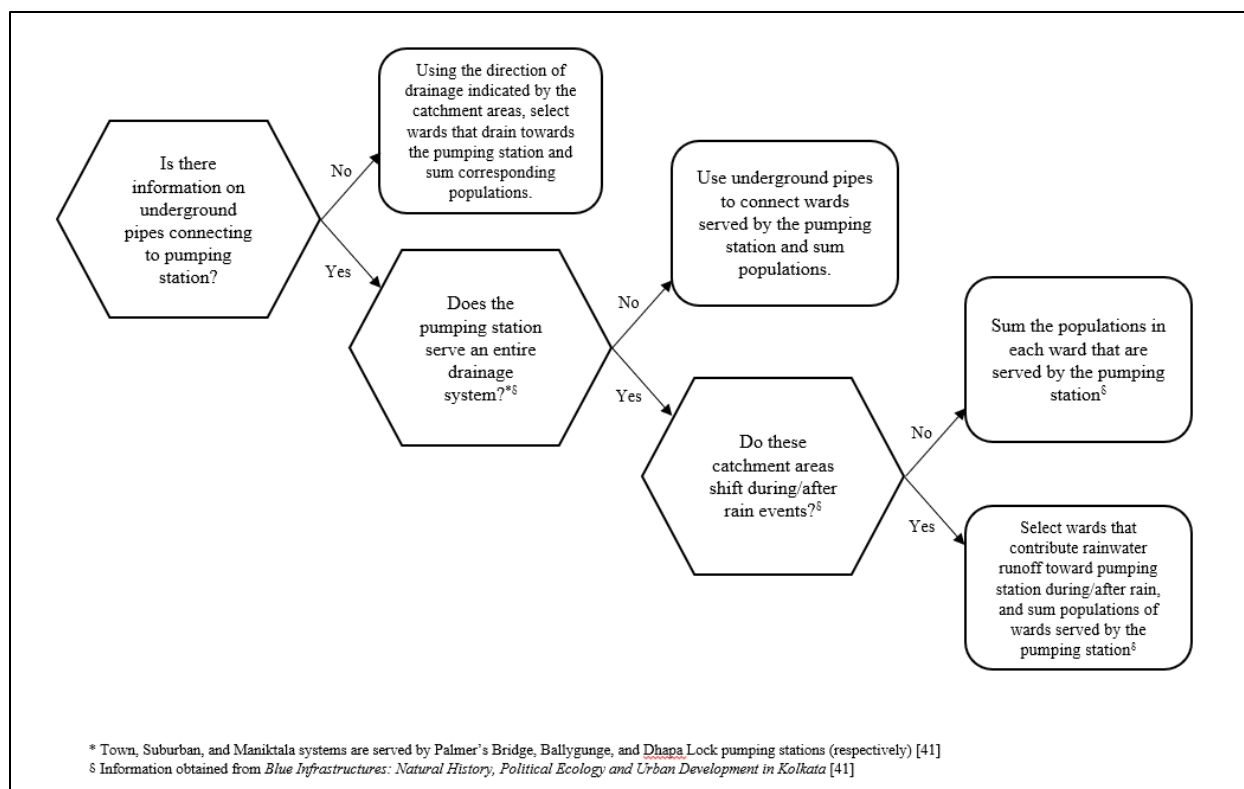 Is there
information on
underground
pipes connecting
to pumping
station?
No
Yes
Using the direction of
drainage indicated by the
catchment areas, select
wards that drain towards
the pumping station and
sum corresponding
populations.
Does the
pumping station
serve an entire
drainage
system?*§
No
Yes
Use underground pipes
to connect wards
served by the pumping
station and sum
populations.
Do these
catchment areas
shift during/after
rain events?§
No
Yes
Sum the populations in
each ward that are
served by the pumping
station§
Select wards that
contribute rainwater
runoff toward pumping
station during/after rain,
and sum populations of
wards served by the
pumping station§
* Town, Suburban, and Maniktala systems are served by Palmer’s Bridge, Ballygunge, and Dhapa Lock pumping stations (respectively) [41]
§ Information obtained from Blue Infrastructures: Natural History, Political Ecology and Urban Development in Kolkata [41]